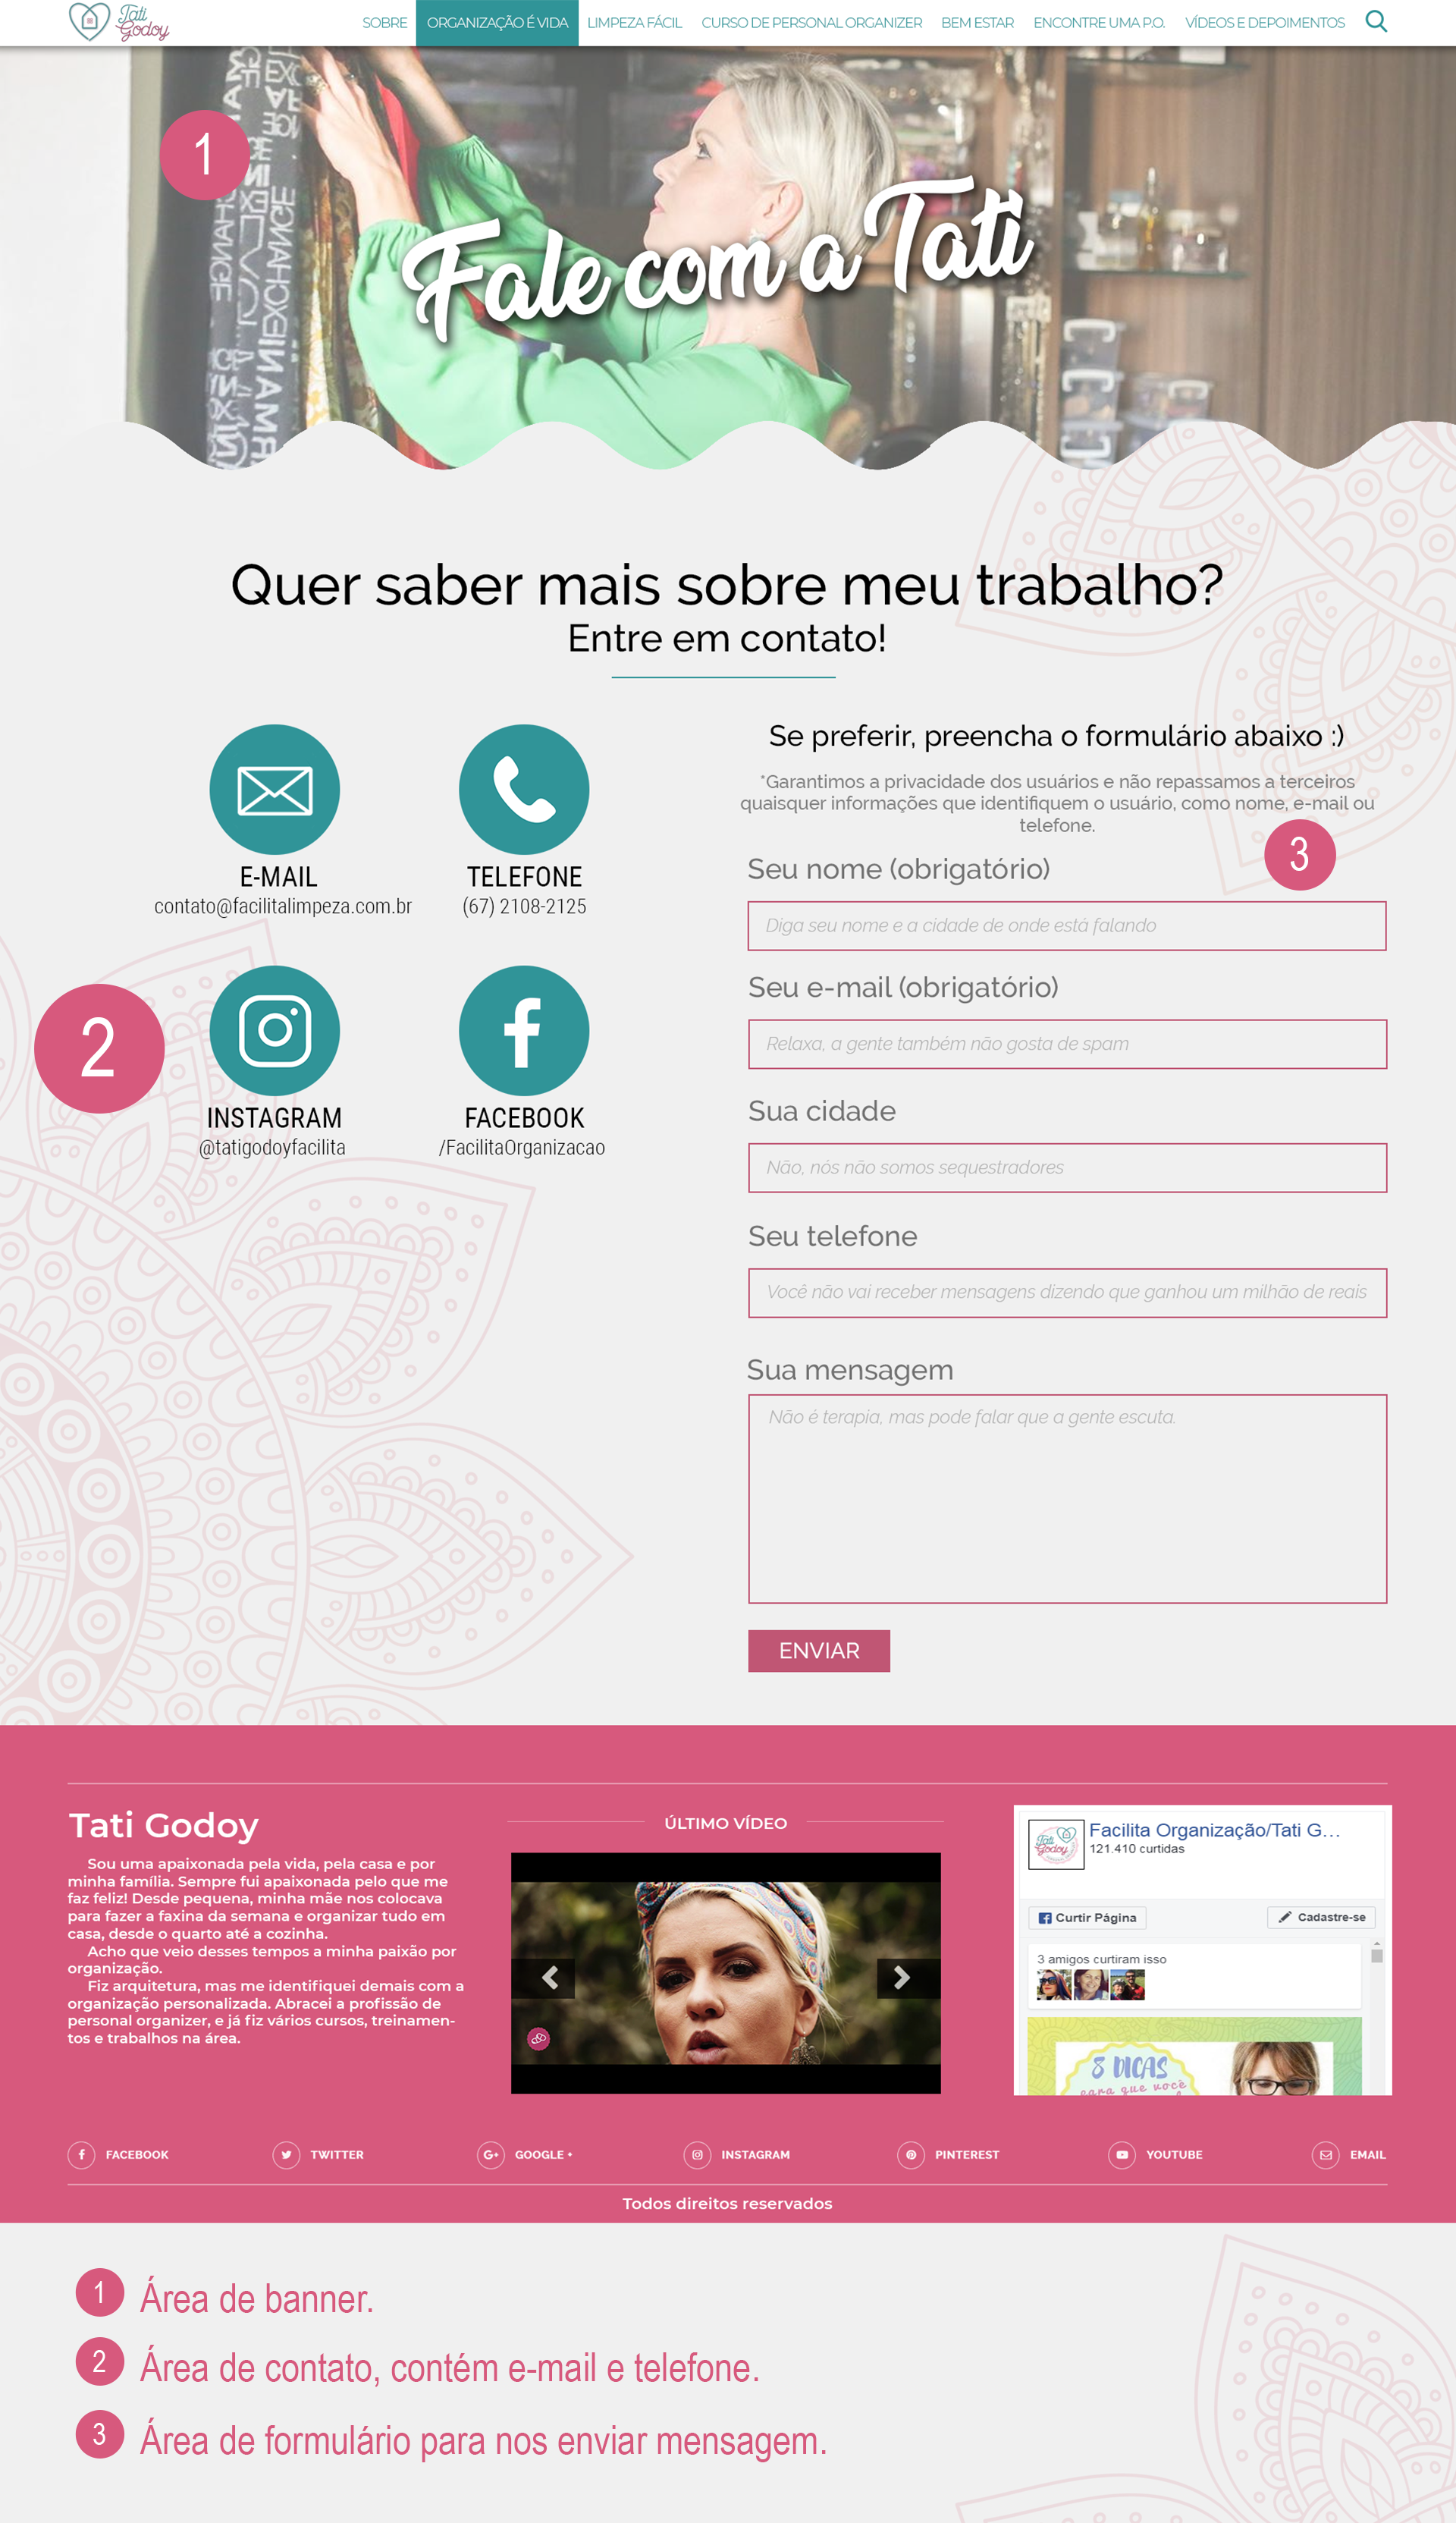 Tati
Godoy
SOBRE
ORGANIZAÇÃO É VIDA
LIMPEZA FÁCIL
CURSO DE PERSONAL ORGANIZER
BEM ESTAR
ENCONTRE UMA P.O.
VÍDEOS E DEPOIMENTOS
1
Fale com a Tati
Quer saber mais sobre meu trabalho?
Entre em contato!
E-MAIL
contato@facilitalimpeza.com.br
TELEFONE
(67) 2108-2125
2
INSTAGRAM
@tatigodoyfacilita
FACEBOOK
/FacilitaOrganizacao
Se preferir, preencha o formulário abaixo :)
*Garantimos a privacidade dos usuários e não repassamos a terceiros
quaisquer informações que identifiquem o usuário, como nome, e-mail ou
telefone.
3
Seu nome (obrigatório)
Diga seu nome e a cidade de onde está falando
Seu e-mail (obrigatório)
Relaxa, a gente também não gosta de spam
Sua cidade
Não, nós não somos sequestradores
Seu telefone
Você não vai receber mensagens dizendo que ganhou um milhão de reais
Sua mensagem
Não é terapia, mas pode falar que a gente escuta.
ENVIAR
Tati Godoy
Sou uma apaixonada pela vida, pela casa e por
minha família. Sempre fui apaixonada pelo que me
faz feliz! Desde pequena, minha mãe nos colocava
para fazer a faxina da semana e organizar tudo em
casa, desde o quarto até a cozinha.
Acho que veio desses tempos a minha paixão por
organização.
Fiz arquitetura, mas me identifiquei demais com a
organização personalizada. Abracei a profissão de
personal organizer, e já fiz vários cursos, treinamen-
tos e trabalhos na área.
ÚLTIMO VÍDEO
Tati
Godoy
Facilita Organização/Tati G...
121.410 curtidas
Curtir Página
Cadastre-se
3 amigos curtiram isso
8 DICAS
para que você
FACEBOOK
TWITTER
GOOGLE +
INSTAGRAM
PINTEREST
YOUTUBE
EMAIL
Todos direitos reservados
1 Área de banner.
2 Área de contato, contém e-mail e telefone.
3 Área de formulário para nos enviar mensagem.